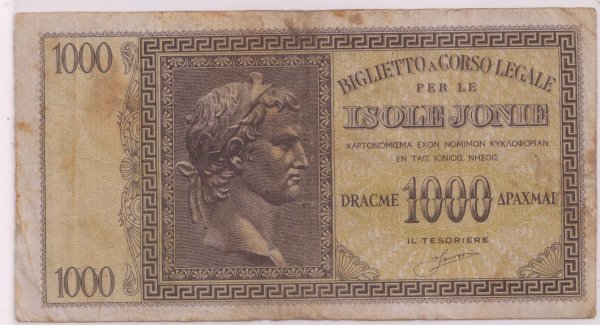 1000
BIGLIETTO A CORSO LEGALE
PER LE
ISOLE JONIE
ΧΑΡΤΟΝΟΜΙΣΜΑ ΕΧΟΝ ΝΟΜΙΜΟΝ ΚΥΚΛΟΦΟΡΙΑΝ
ΕΝ ΤΑΙΣ ΙΟΝΙΟΙΣ ΝΗΣΟΙΣ
DRACME 1000 ΔΡΑΧΜΑΙ
IL TESORIERE
1000